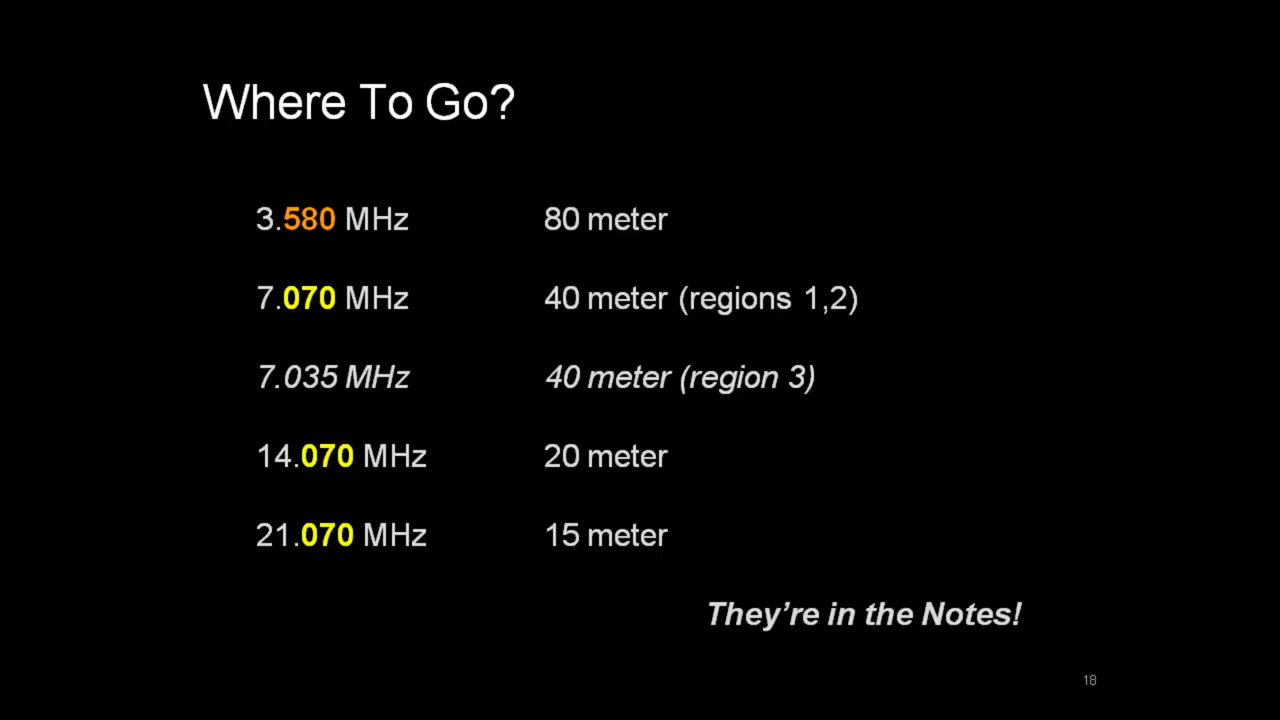 Where To Go?
3.580 MHz 80 meter
7.070 MHz 40 meter (regions 1,2)
7.035 MHz 40 meter (region 3)
14.070 MHz 20 meter
21.070 MHz 15 meter
They’re in the Notes!
18